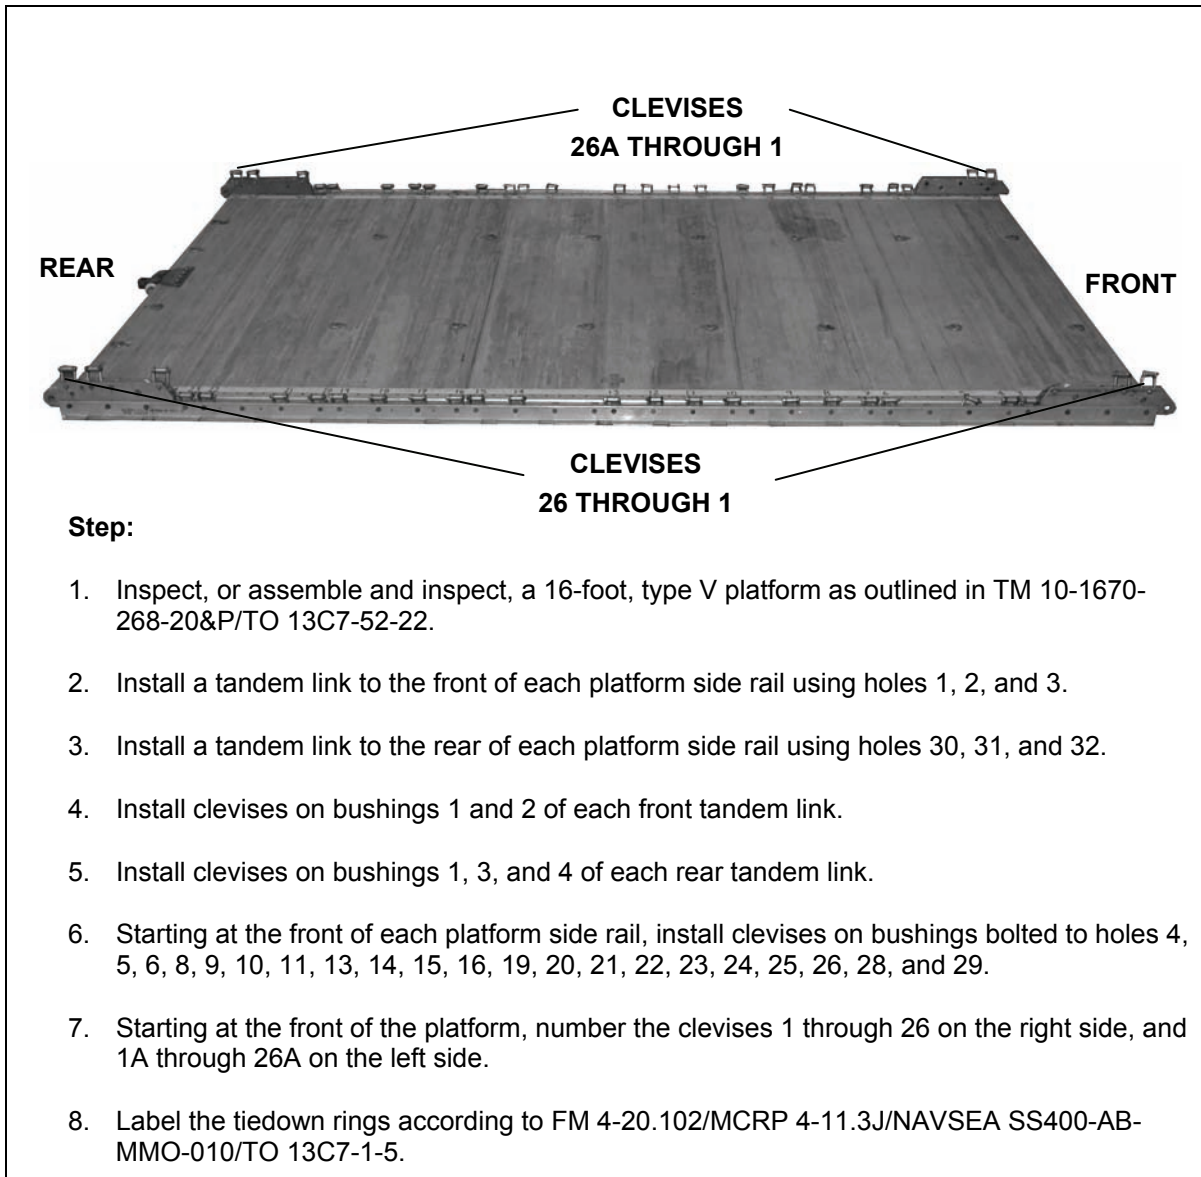 CLEVISES
26A THROUGH 1
REAR
FRONT
CLEVISES
26 THROUGH 1
Step:
1. Inspect, or assemble and inspect, a 16-foot, type V platform as outlined in TM 10-1670-
268-20&P/TO 13C7-52-22.
2. Install a tandem link to the front of each platform side rail using holes 1, 2, and 3.
3. Install a tandem link to the rear of each platform side rail using holes 30, 31, and 32.
4. Install clevises on bushings 1 and 2 of each front tandem link.
5. Install clevises on bushings 1, 3, and 4 of each rear tandem link.
6. Starting at the front of each platform side rail, install clevises on bushings bolted to holes 4,
5, 6, 8, 9, 10, 11, 13, 14, 15, 16, 19, 20, 21, 22, 23, 24, 25, 26, 28, and 29.
7. Starting at the front of the platform, number the clevises 1 through 26 on the right side, and
1A through 26A on the left side.
8. Label the tiedown rings according to FM 4-20.102/MCRP 4-11.3J/NAVSEA SS400-AB-
MMO-010/TO 13C7-1-5.